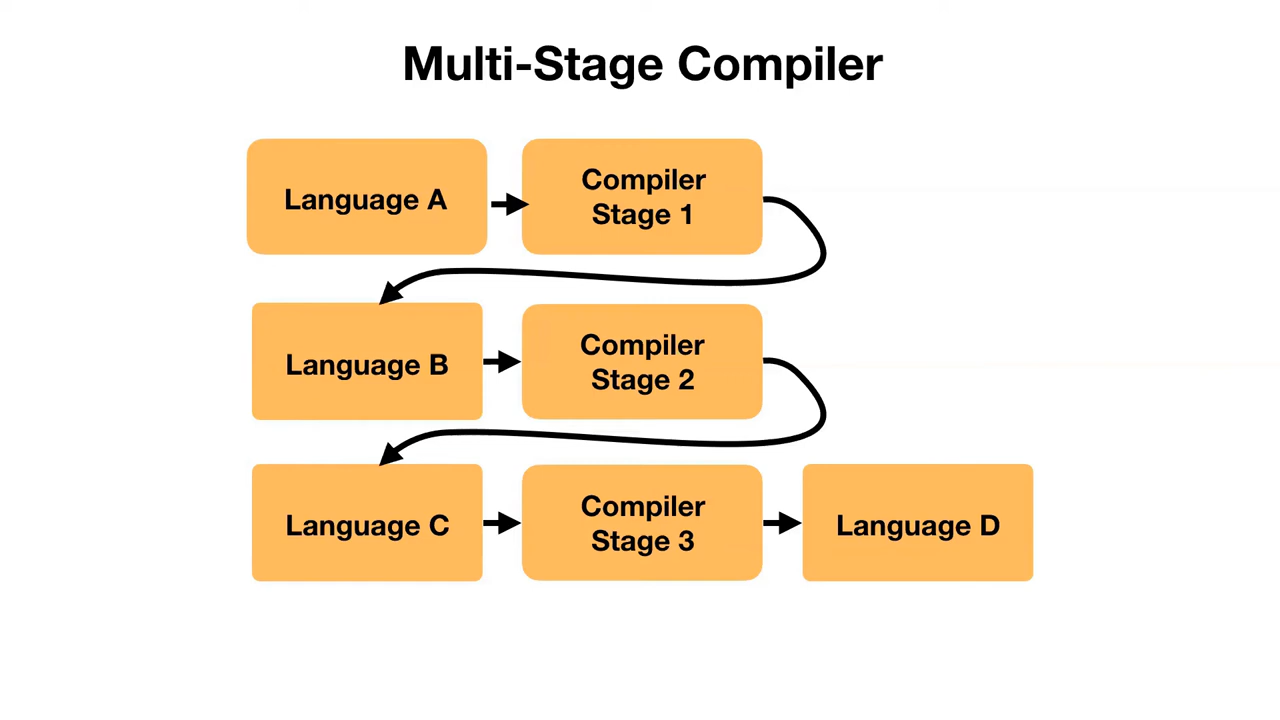 Multi-Stage Compiler
Language A
Compiler
Stage 1
Language B
Compiler
Stage 2
Language C
Compiler
Stage 3
Language D